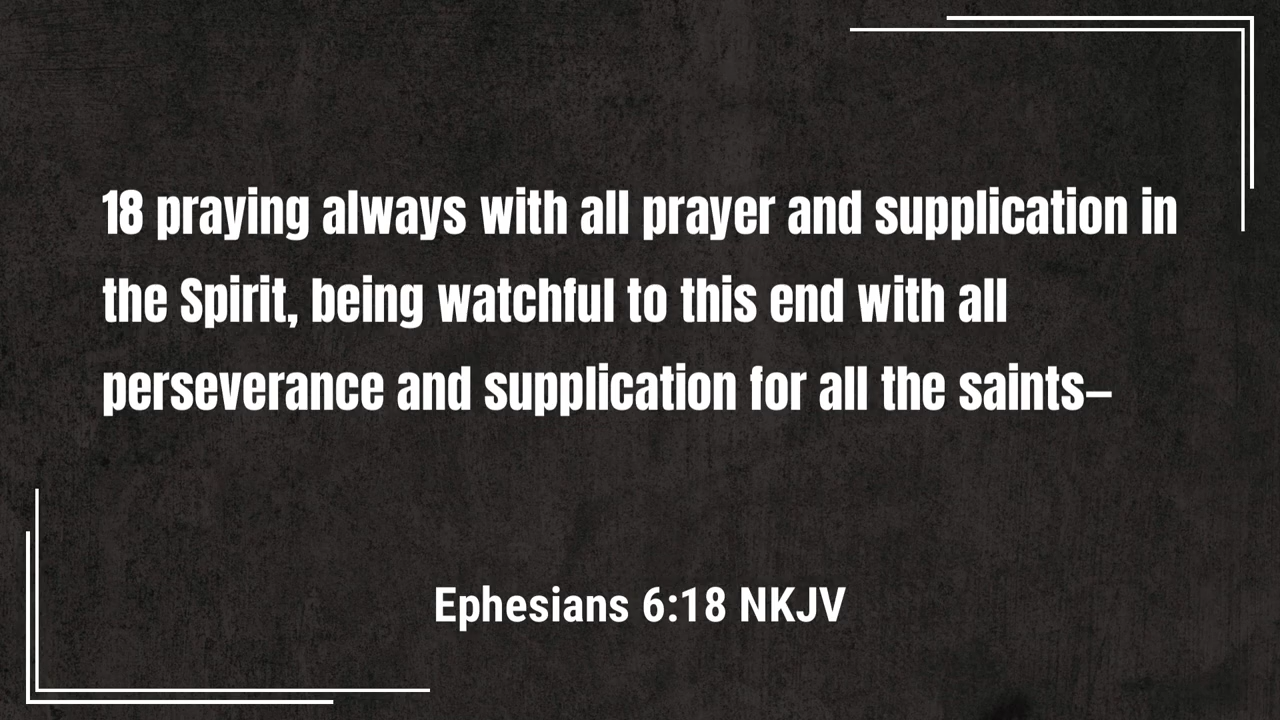 18 praying always with all prayer and supplication in
the Spirit, being watchful to this end with all
perseverance and supplication for all the saints—
Ephesians 6:18 NKJV